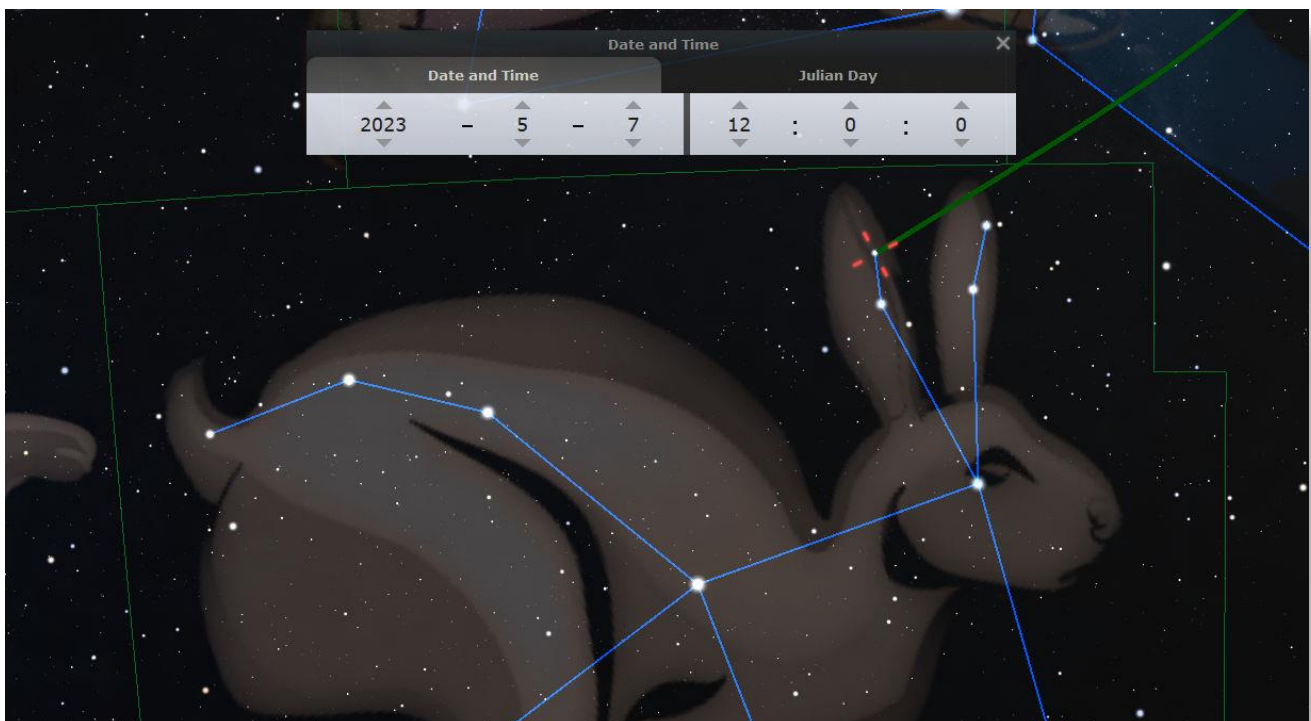 Date and Time
Date and Time Julian Day
2023 – 5 – 7 12 : 0 : 0